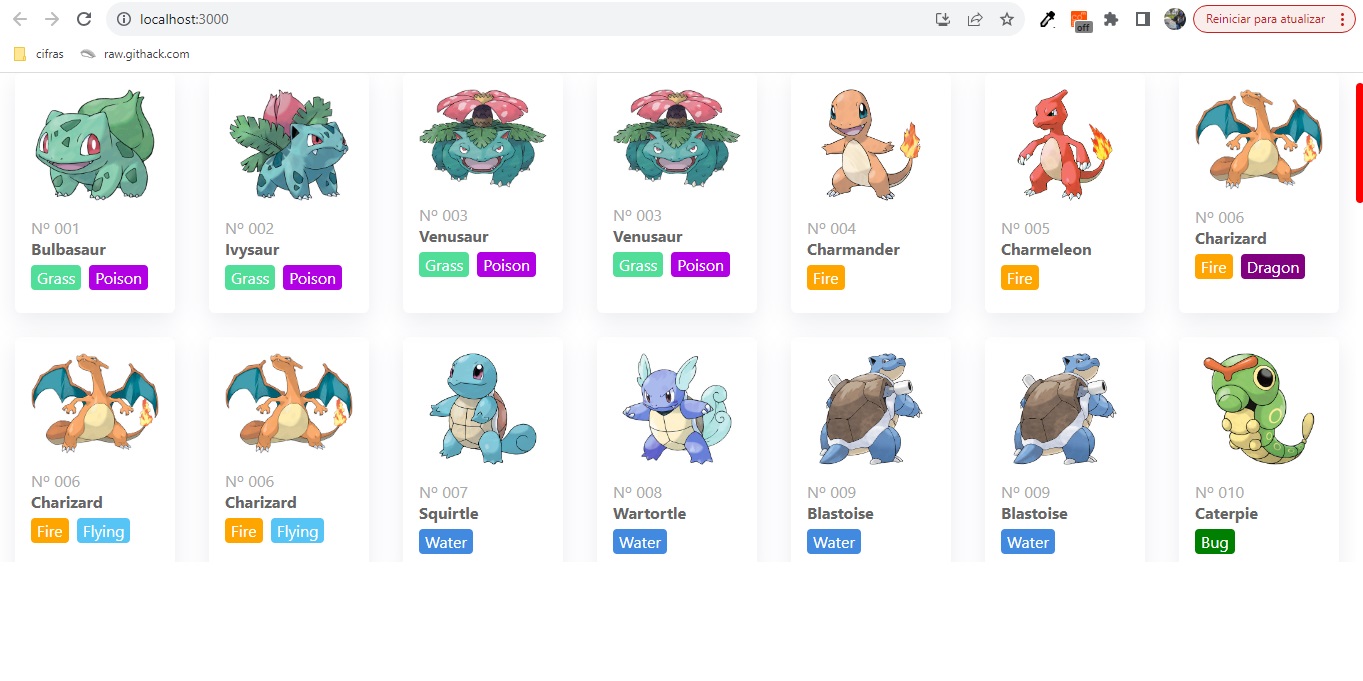 localhost:3000
off
Reiniciar para atualizar
cifras
raw.githack.com
Nº 001
Bulbasaur
Grass Poison
Nº 002
Ivysaur
Grass Poison
Nº 003
Venusaur
Grass Poison
Nº 003
Venusaur
Grass Poison
Nº 004
Charmander
Fire
Nº 005
Charmeleon
Fire
Nº 006
Charizard
Fire Dragon
Nº 006
Charizard
Fire Flying
Nº 006
Charizard
Fire Flying
Nº 007
Squirtle
Water
Nº 008
Wartortle
Water
Nº 009
Blastoise
Water
Nº 009
Blastoise
Water
Nº 010
Caterpie
Bug